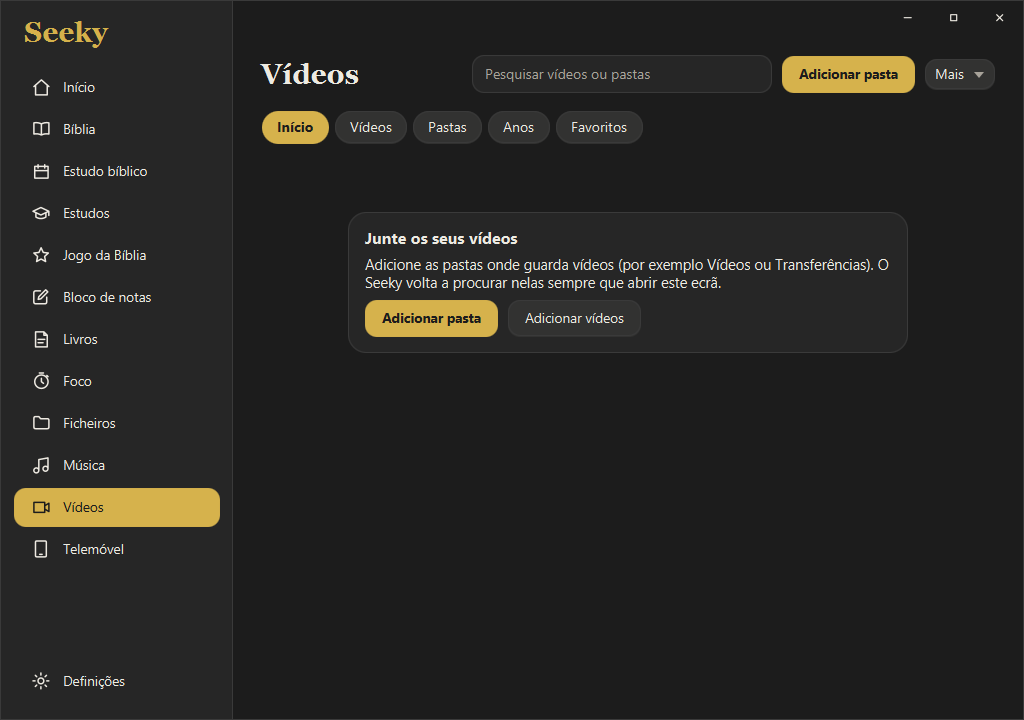 Seeky
Início
Bíblia
Estudo bíblico
Estudos
Jogo da Bíblia
Bloco de notas
Livros
Foco
Ficheiros
Música
Vídeos
Telemóvel
Definições
Vídeos
Pesquisar vídeos ou pastas
Adicionar pasta
Mais
Início
Vídeos
Pastas
Anos
Favoritos
Junte os seus vídeos
Adicione as pastas onde guarda vídeos (por exemplo Vídeos ou Transferências). O
Seeky volta a procurar nelas sempre que abrir este ecrã.
Adicionar pasta
Adicionar vídeos